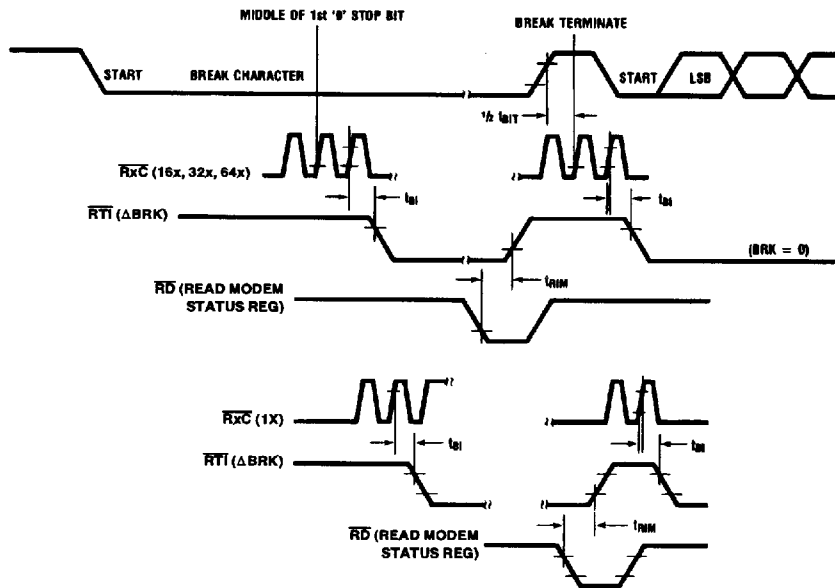 MIDDLE OF 1st '0' STOP BIT
BREAK TERMINATE
START
BREAK CHARACTER
START
LSB
1/2 tBIT
RxC (16x, 32x, 64x)
tBI
tBI
RTI (ΔBRK)
(BRK = 0)
tRIM
RD (READ MODEM
STATUS REG)
RxC (1X)
tBI
tBI
RTI (ΔBRK)
tRIM
RD (READ MODEM
STATUS REG)